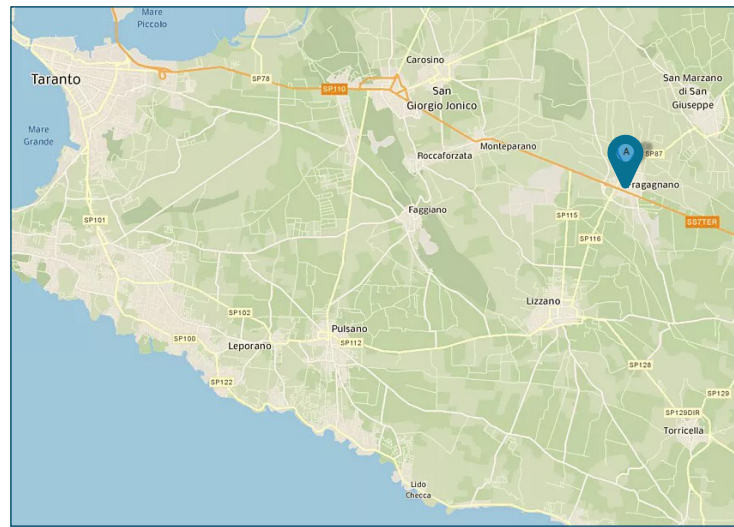 Mare
Piccolo
Taranto
Mare
Grande
SP78
SP110
Carosino
San
Giorgio Jonico
San Marzano
di San
Giuseppe
Monteparano
Roccaforzata
A
SP87
Fragagnano
SS7TER
Faggiano
SP101
SP115
SP116
Lizzano
SP102
SP100
Leporano
Pulsano
SP112
SP122
SP128
SP129
SP129DIR
Torricella
Lido
Checca